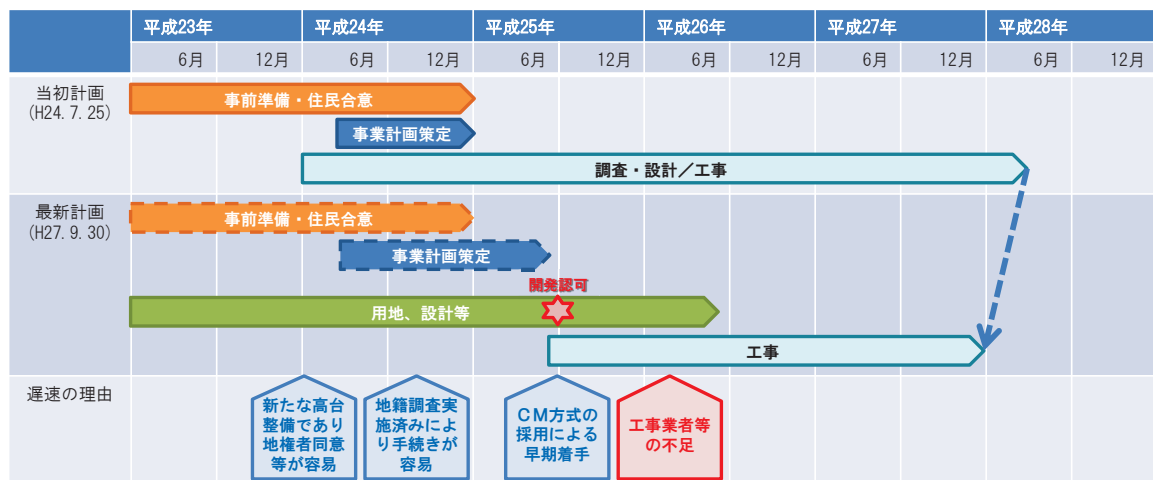 平成23年 平成24年 平成25年 平成26年 平成27年 平成28年
6月 12月 6月 12月 6月 12月 6月 12月 6月 12月 6月 12月
当初計画
(H24.7.25)
事前準備・住民合意
事業計画策定
調査・設計／工事
最新計画
(H27.9.30)
事前準備・住民合意
事業計画策定
開発認可
用地、設計等
工事
遅速の理由
新たな高台
整備であり
地権者同意
等が容易
地籍調査実
施済みによ
り手続きが
容易
ＣＭ方式の
採用による
早期着手
工事業者等
の不足